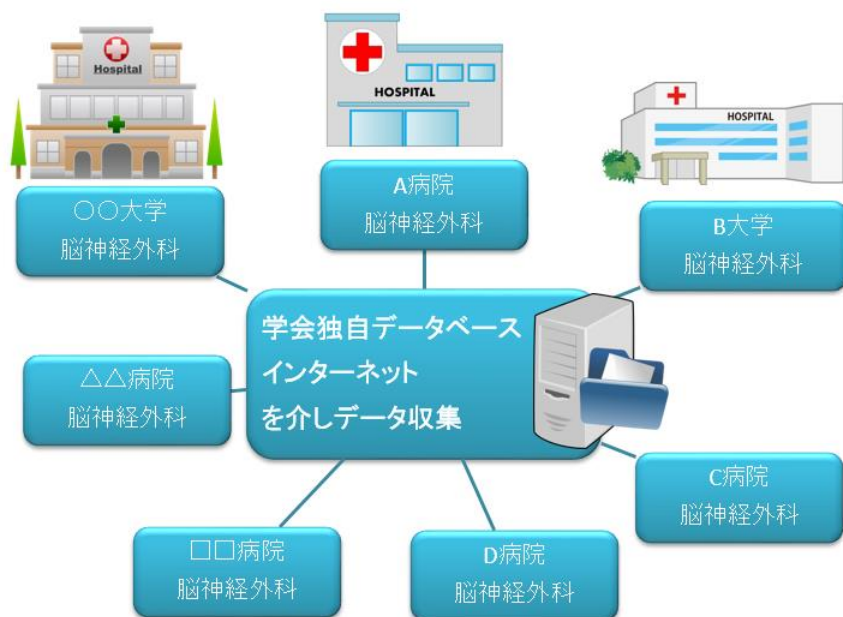 Hospital
HOSPITAL
HOSPITAL
〇〇大学
脳神経外科
A病院
脳神経外科
B大学
脳神経外科
学会独自データベース
インターネット
を介しデータ収集
△△病院
脳神経外科
C病院
脳神経外科
□□病院
脳神経外科
D病院
脳神経外科